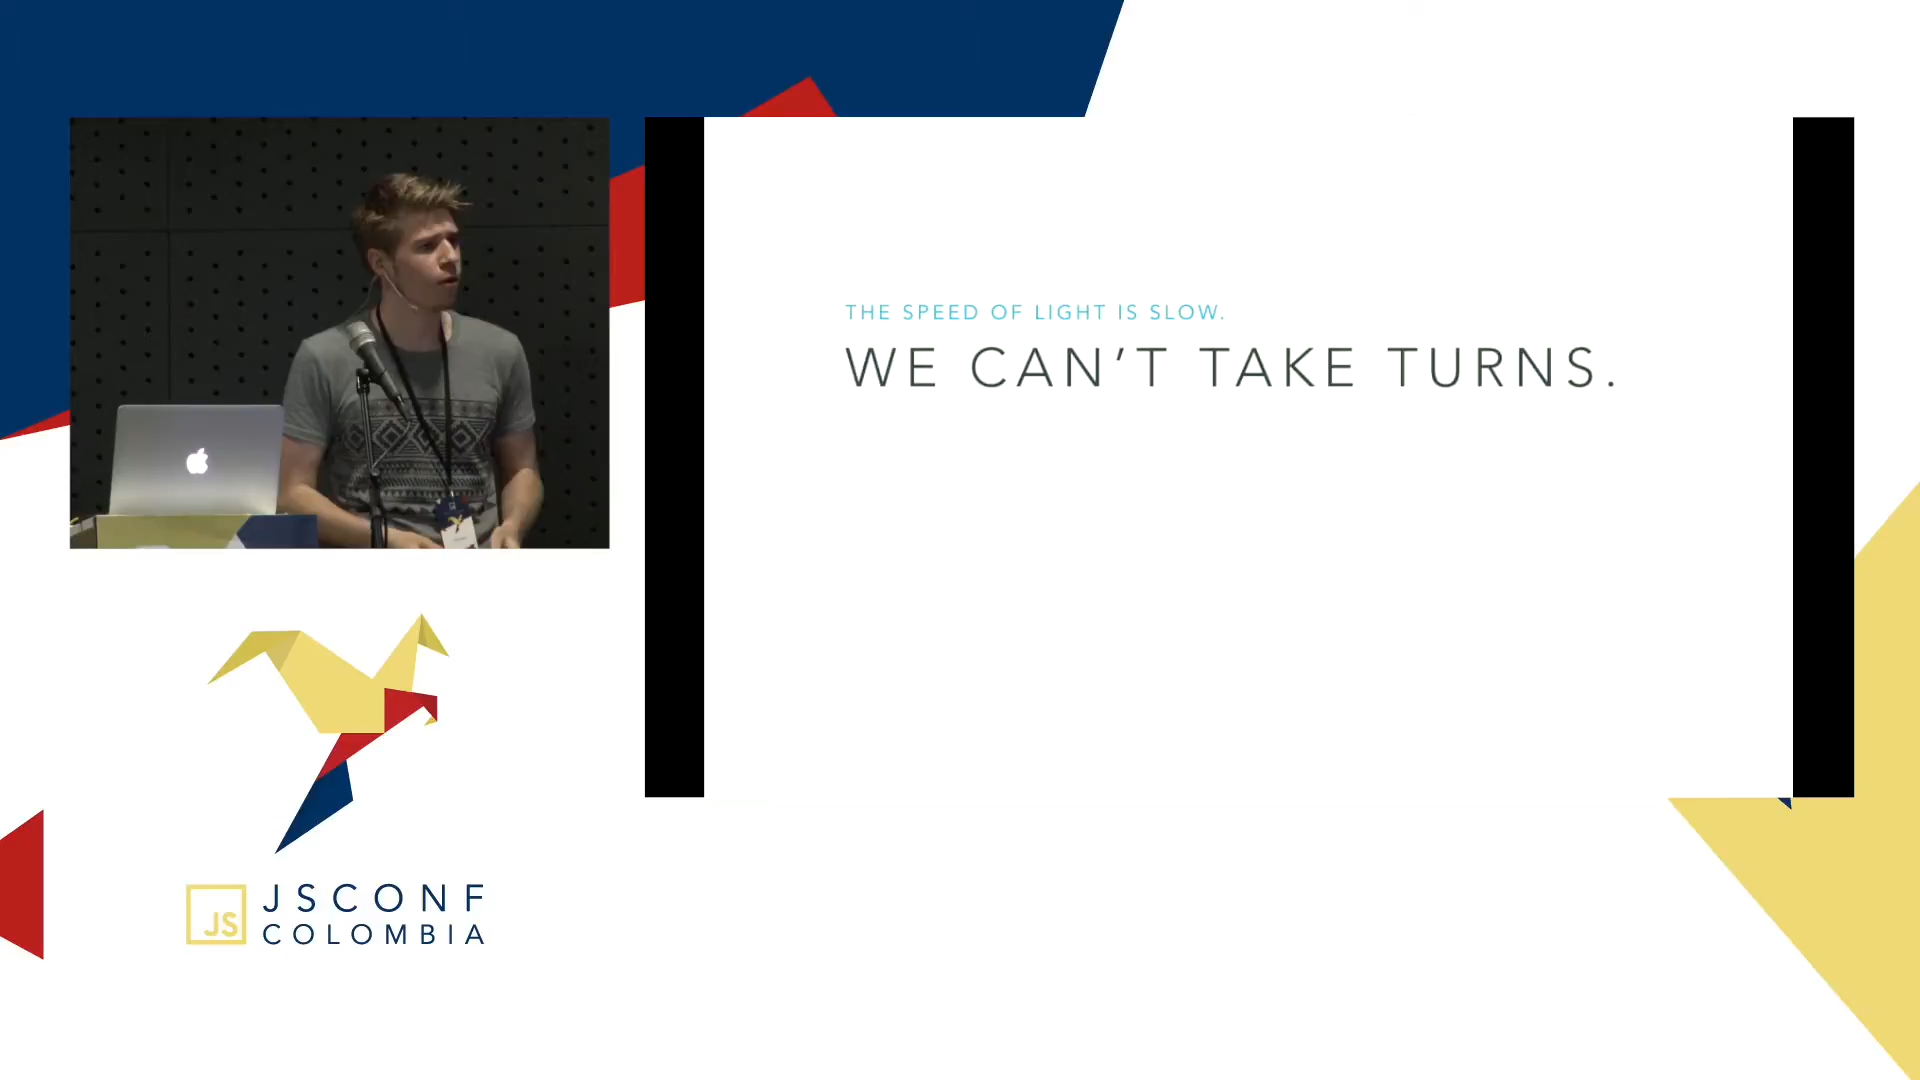 THE SPEED OF LIGHT IS SLOW.
WE CAN’T TAKE TURNS.
JS
JSCONF
COLOMBIA